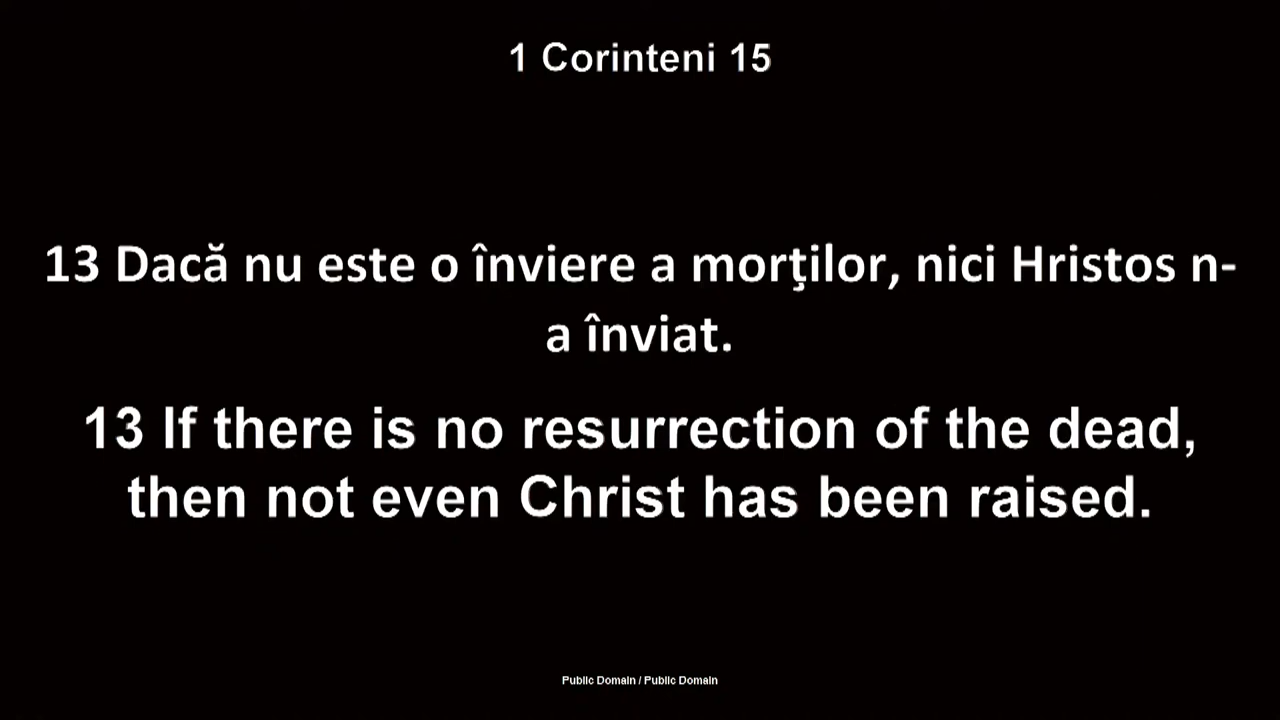 1 Corinteni 15
13 Dacă nu este o înviere a morţilor, nici Hristos n-
a înviat.
13 If there is no resurrection of the dead,
then not even Christ has been raised.
Public Domain / Public Domain